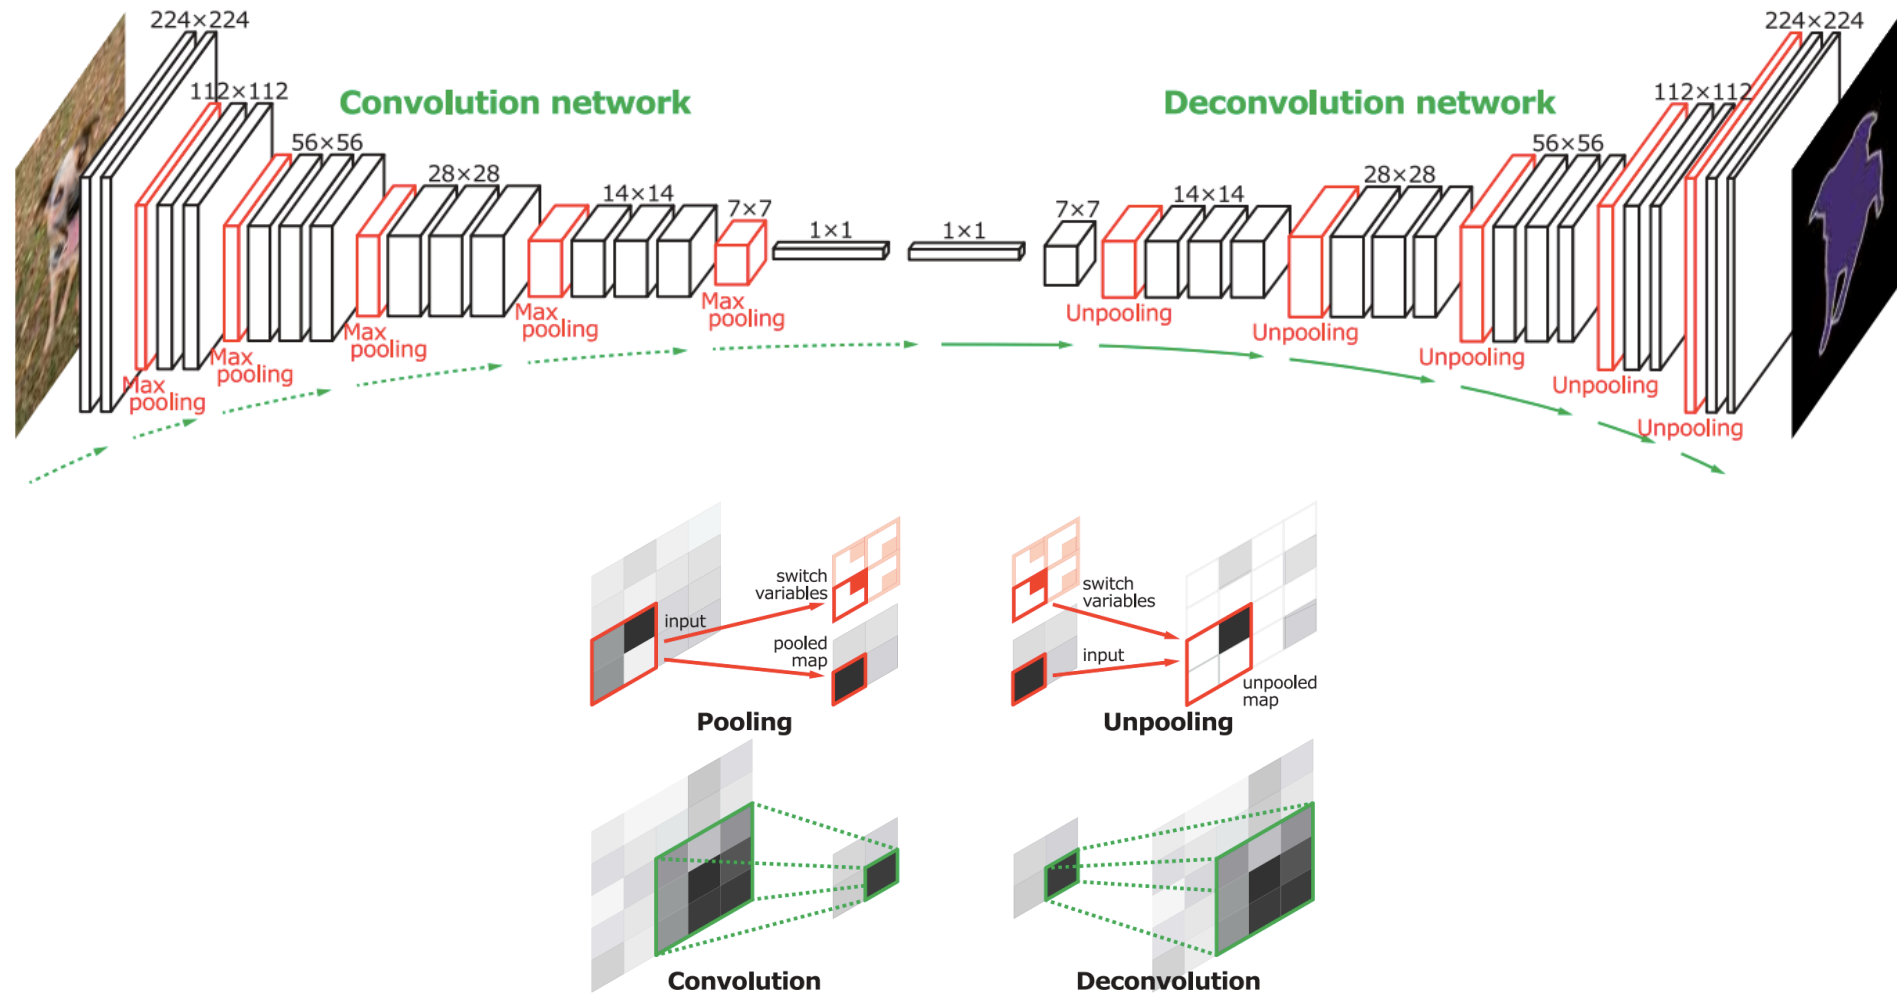 224×224
224×224
112×112
112×112
Convolution network
Deconvolution network
56×56
56×56
28×28
28×28
14×14
14×14
7×7
7×7
1×1
1×1
Max
pooling
Max
pooling
Max
pooling
Max
pooling
Max
pooling
Unpooling
Unpooling
Unpooling
Unpooling
Unpooling
switch
variables
input
pooled
map
Pooling
switch
variables
input
unpooled
map
Unpooling
Convolution
Deconvolution